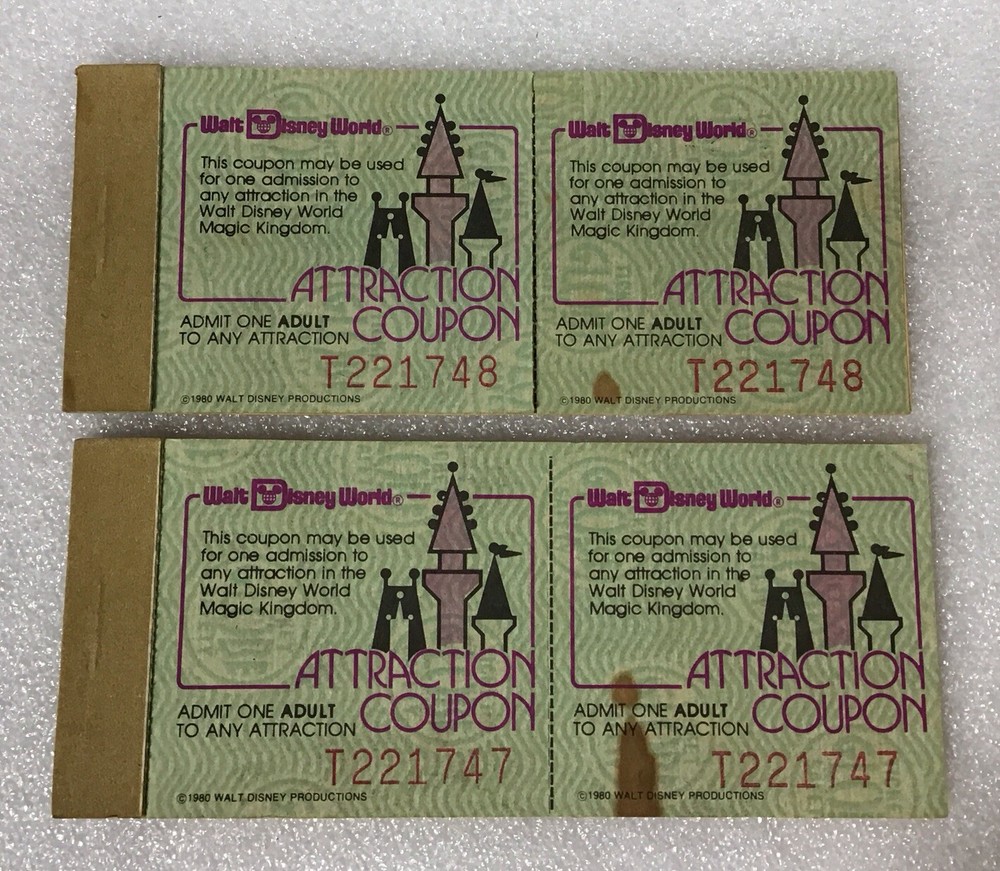 Walt Disney World®
This coupon may be used
for one admission to
any attraction in the
Walt Disney World
Magic Kingdom.
ATTRACTION
COUPON
ADMIT ONE ADULT
TO ANY ATTRACTION
T221748
©1980 WALT DISNEY PRODUCTIONS
Walt Disney World®
This coupon may be used
for one admission to
any attraction in the
Walt Disney World
Magic Kingdom.
ATTRACTION
COUPON
ADMIT ONE ADULT
TO ANY ATTRACTION
T221748
©1980 WALT DISNEY PRODUCTIONS
Walt Disney World®
This coupon may be used
for one admission to
any attraction in the
Walt Disney World
Magic Kingdom.
ATTRACTION
COUPON
ADMIT ONE ADULT
TO ANY ATTRACTION
T221747
©1980 WALT DISNEY PRODUCTIONS
Walt Disney World®
This coupon may be used
for one admission to
any attraction in the
Walt Disney World
Magic Kingdom.
ATTRACTION
COUPON
ADMIT ONE ADULT
TO ANY ATTRACTION
T221747
©1980 WALT DISNEY PRODUCTIONS